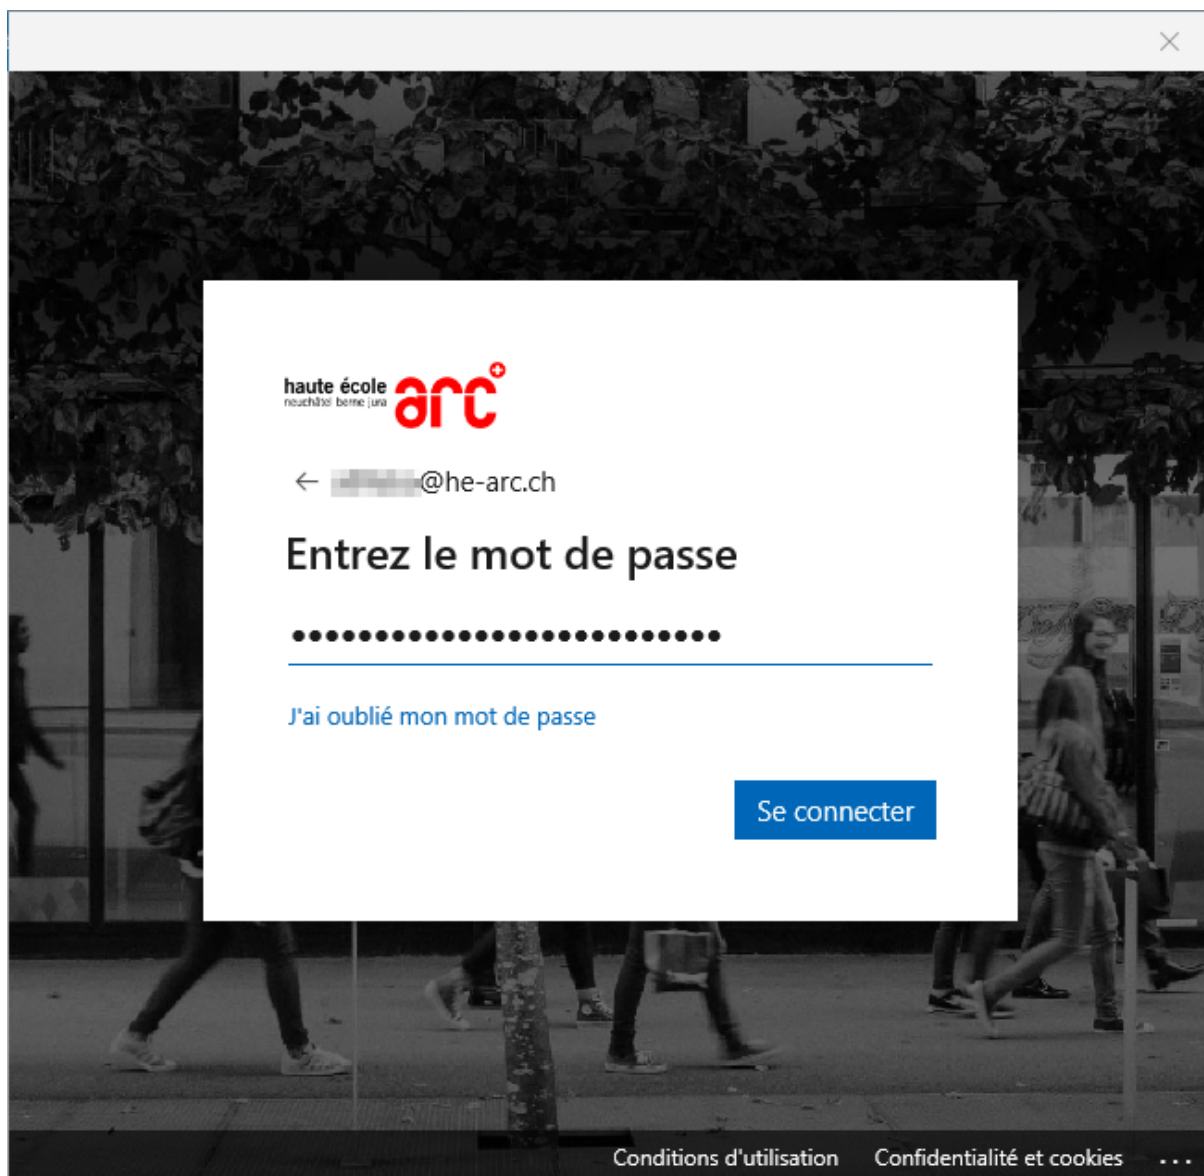 haute école arc
neuchâtel berne jura
@he-arc.ch
Entrez le mot de passe
J'ai oublié mon mot de passe
Se connecter
Conditions d'utilisation Confidentialité et cookies ...